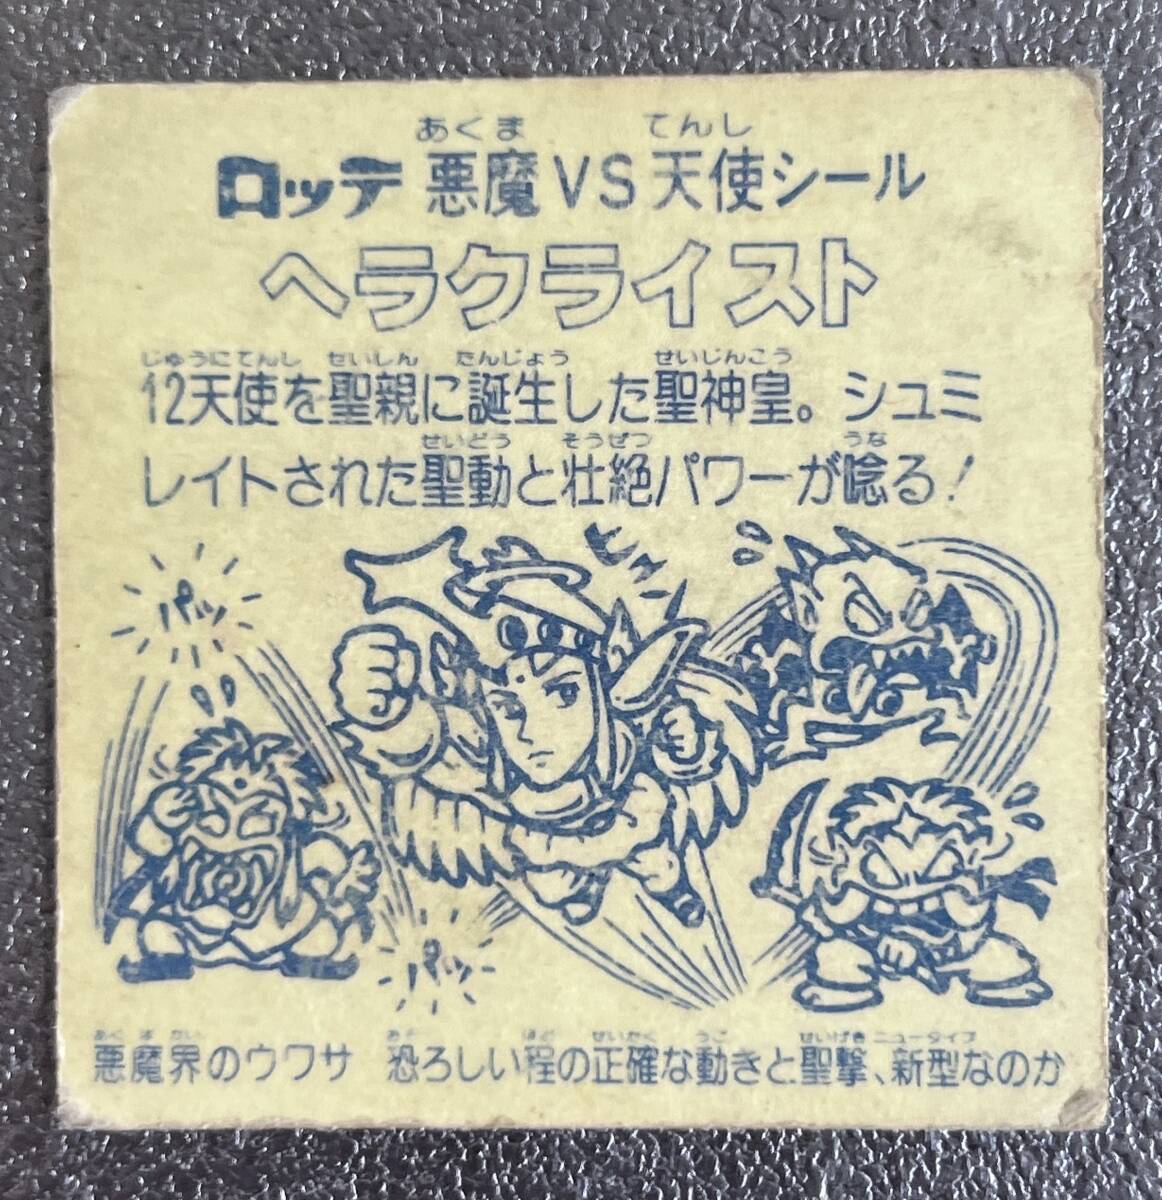 あくま てんし
ロッテ 悪魔VS天使シール
ヘラクライスト
じゅうにてんし せいしん たんじょう せいじんこう
12天使を聖親に誕生した聖神皇。シュミ
せいどう そうぜつ うな
レイトされた聖動と壮絶パワーが唸る!
ヒュッ
パッ
パッ
あくまかい おそ ほど せいかく うご せいげき ニュータイプ
悪魔界のウワサ 恐ろしい程の正確な動きと聖撃、新型なのか